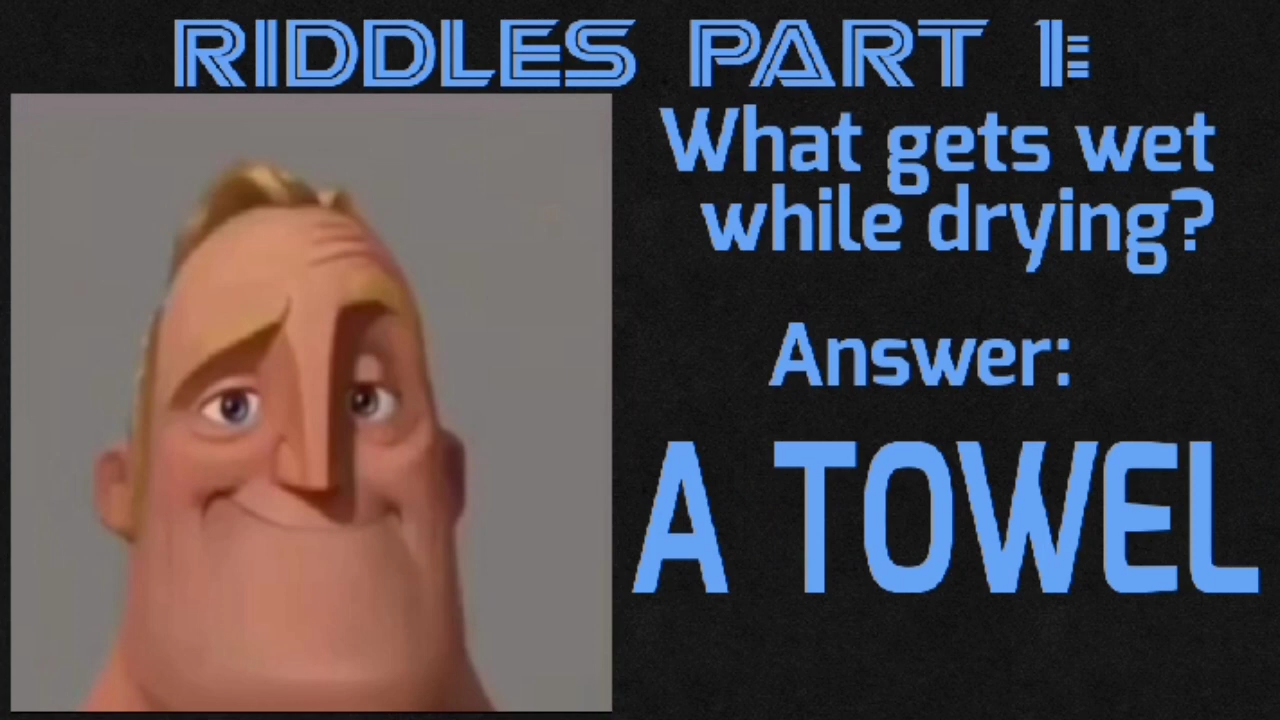 RIDDLES PART 1:
What gets wet
while drying?
Answer:
A TOWEL